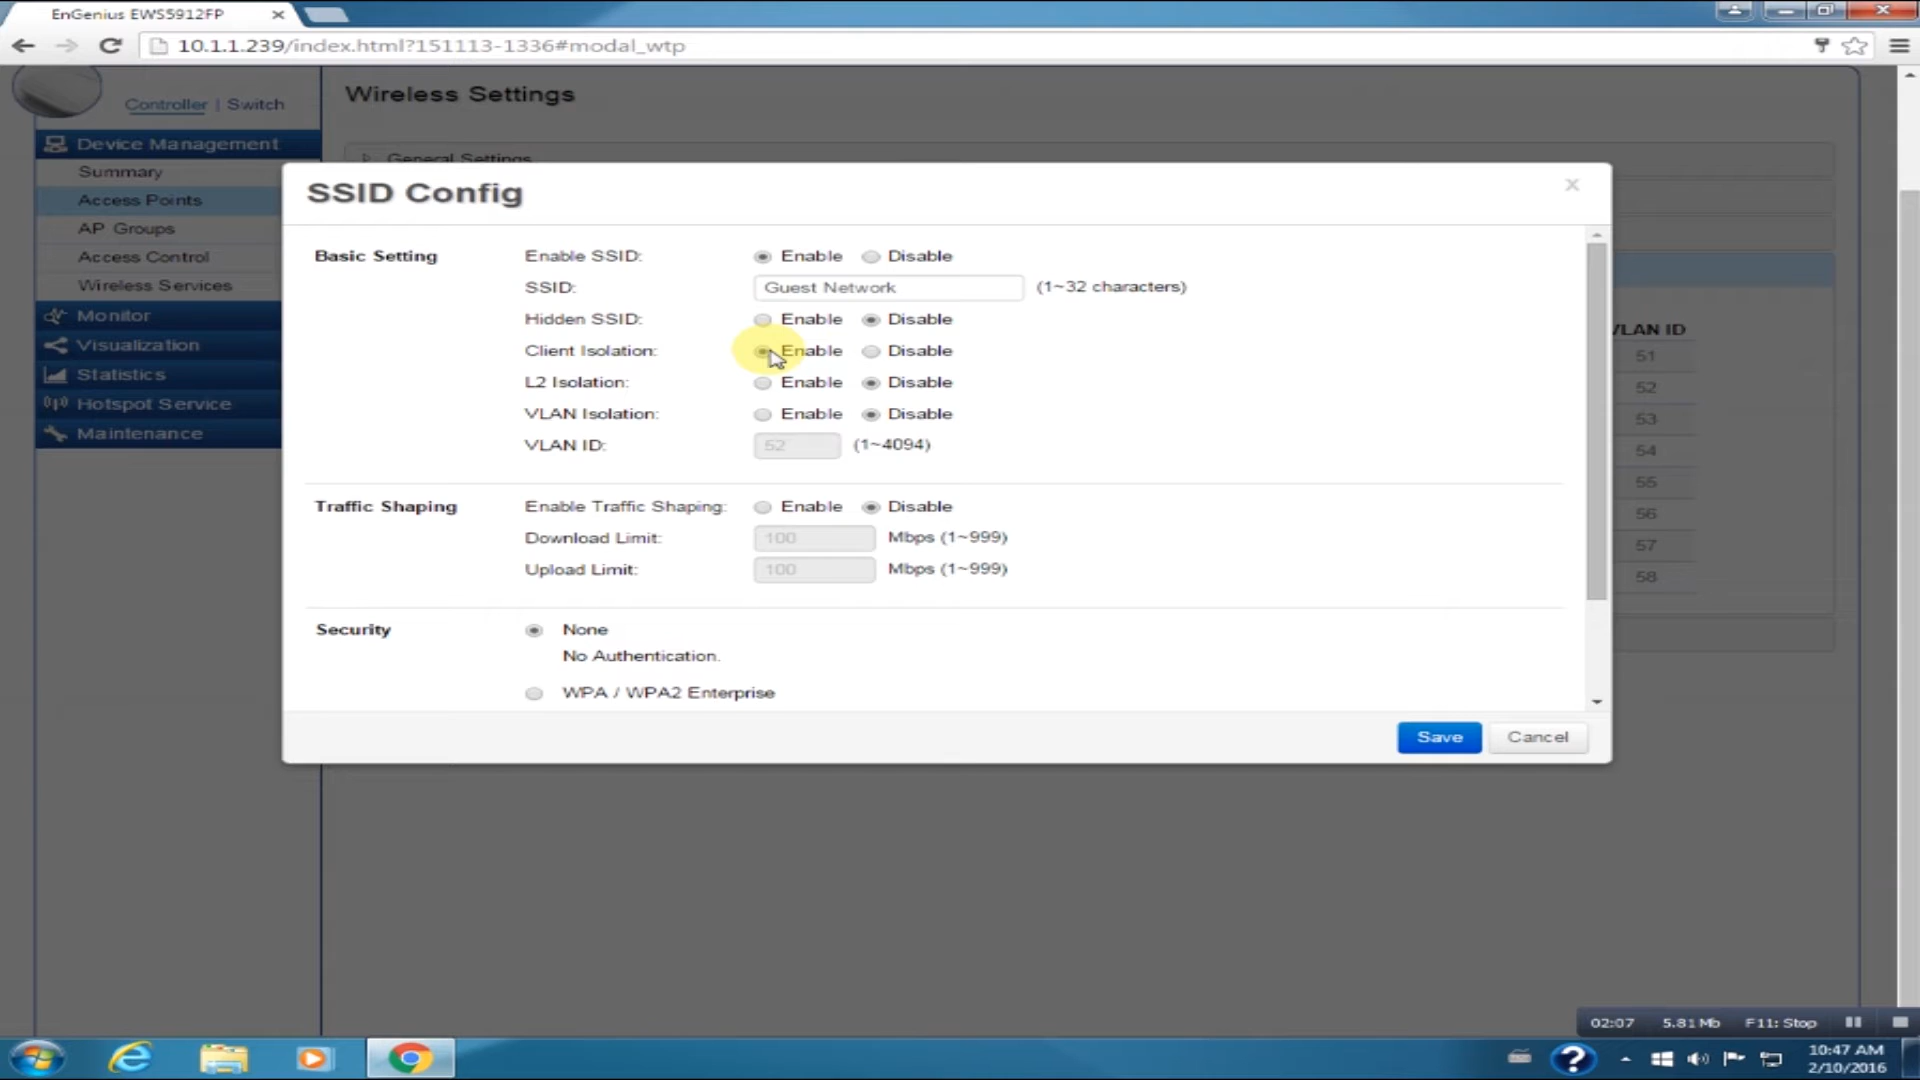 EnGenius EWS5912FP
10.1.1.239/index.html?151113-1336#modal_wtp
Controller | Switch
Wireless Settings
Device Management
General Settings
Summary
Access Points
AP Groups
Access Control
Wireless Services
Monitor
Visualization
Statistics
Hotspot Service
Maintenance
SSID Config
Basic Setting
Enable SSID: Enable Disable
SSID: Guest Network (1~32 characters)
Hidden SSID: Enable Disable
Client Isolation: Enable Disable
L2 Isolation: Enable Disable
VLAN Isolation: Enable Disable
VLAN ID: 52 (1~4094)
Traffic Shaping
Enable Traffic Shaping: Enable Disable
Download Limit: 100 Mbps (1~999)
Upload Limit: 100 Mbps (1~999)
Security
None
No Authentication.
WPA / WPA2 Enterprise
Save Cancel
VLAN ID
51
52
53
54
55
56
57
58
02:07 5.81 Mb F11: Stop
10:47 AM
2/10/2016